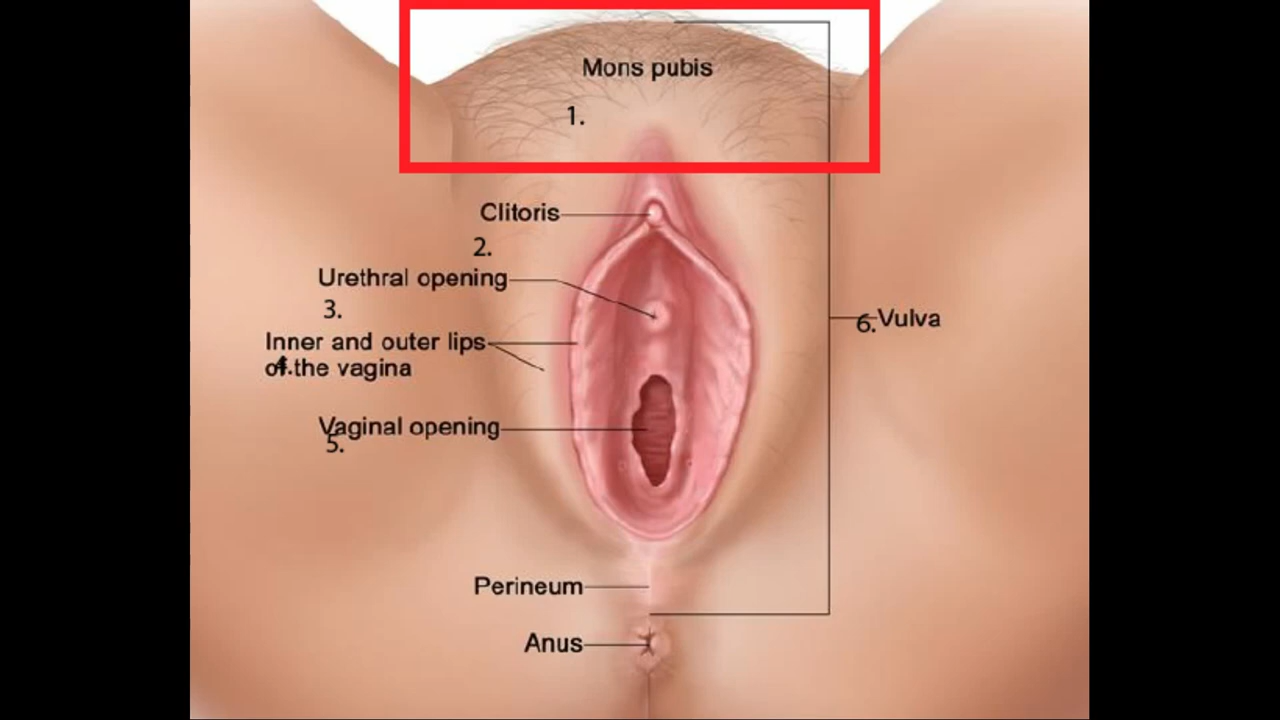 Mons pubis
1.
Clitoris
2.
Urethral opening
3.
Inner and outer lips
of the vagina
4.
6.
Vulva
Vaginal opening
5.
Perineum
Anus